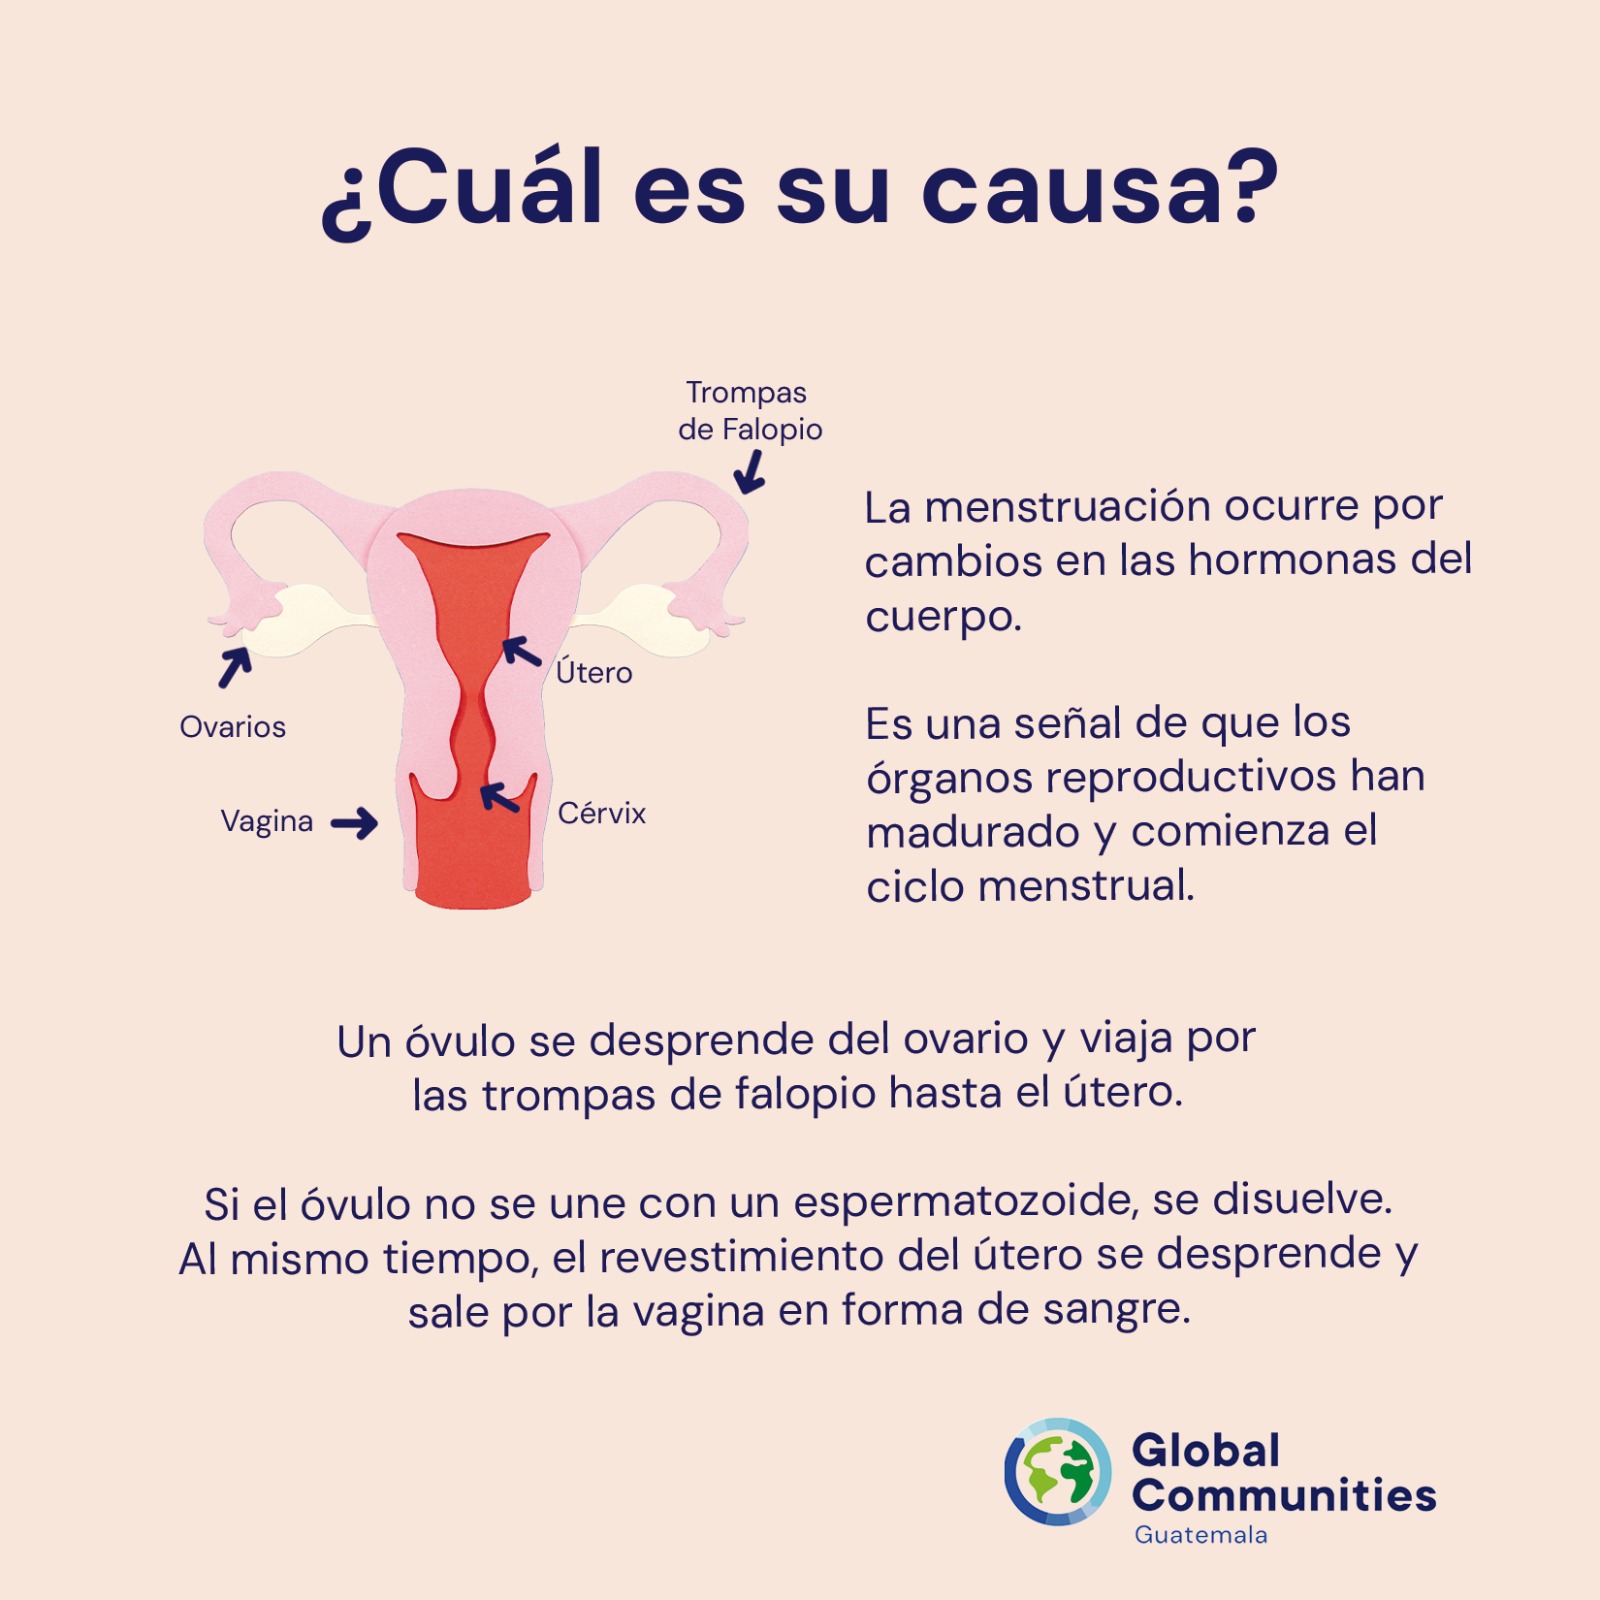 ¿Cuál es su causa?
Trompas
de Falopio
Útero
Ovarios
Vagina
Cérvix
La menstruación ocurre por
cambios en las hormonas del
cuerpo.
Es una señal de que los
órganos reproductivos han
madurado y comienza el
ciclo menstrual.
Un óvulo se desprende del ovario y viaja por
las trompas de falopio hasta el útero.
Si el óvulo no se une con un espermatozoide, se disuelve.
Al mismo tiempo, el revestimiento del útero se desprende y
sale por la vagina en forma de sangre.
Global
Communities
Guatemala